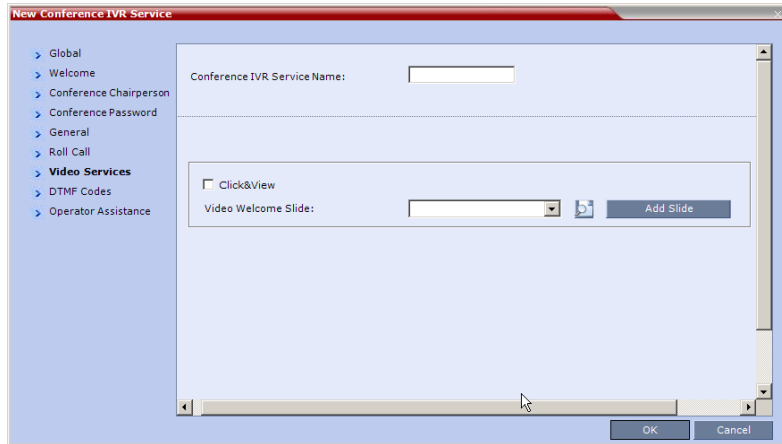 New Conference IVR Service
Global
Welcome
Conference Chairperson
Conference Password
General
Roll Call
Video Services
DTMF Codes
Operator Assistance
Conference IVR Service Name:
Click&View
Video Welcome Slide:
Add Slide
OK
Cancel